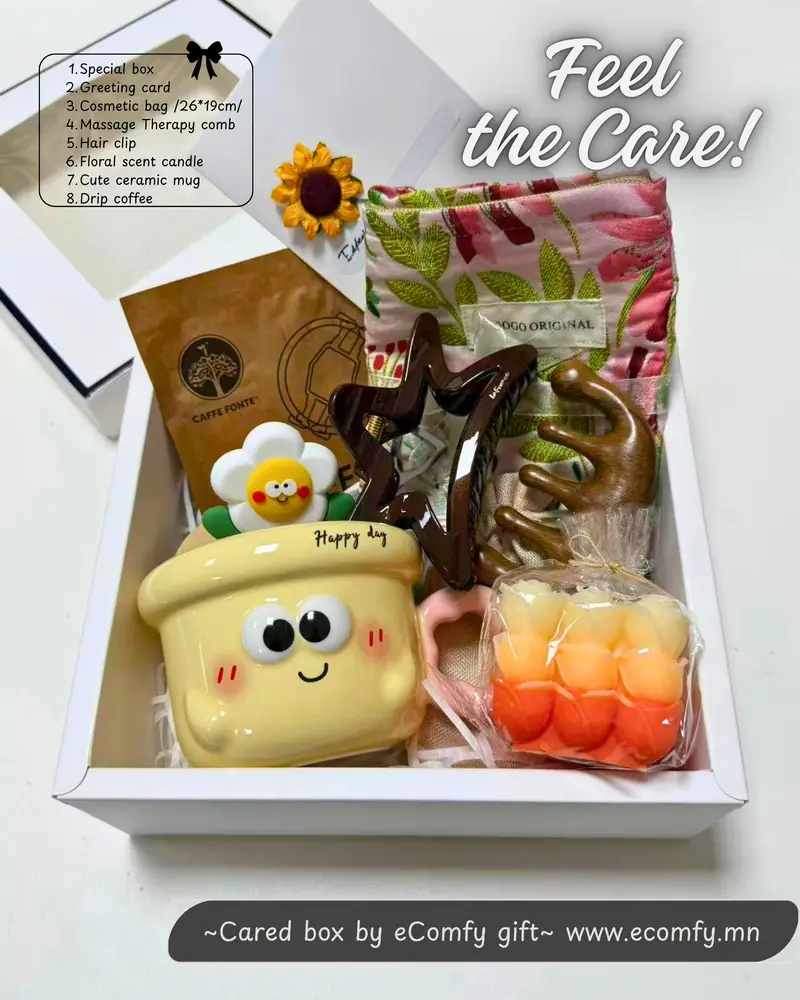 1. Special box
2. Greeting card
3. Cosmetic bag /26*19cm/
4. Massage Therapy comb
5. Hair clip
6. Floral scent candle
7. Cute ceramic mug
8. Drip coffee
Feel
the Care!
OGO ORIGINAL
CAFFE FONTE
Happy day
~Cared box by eComfy gift~ www.ecomfy.mn